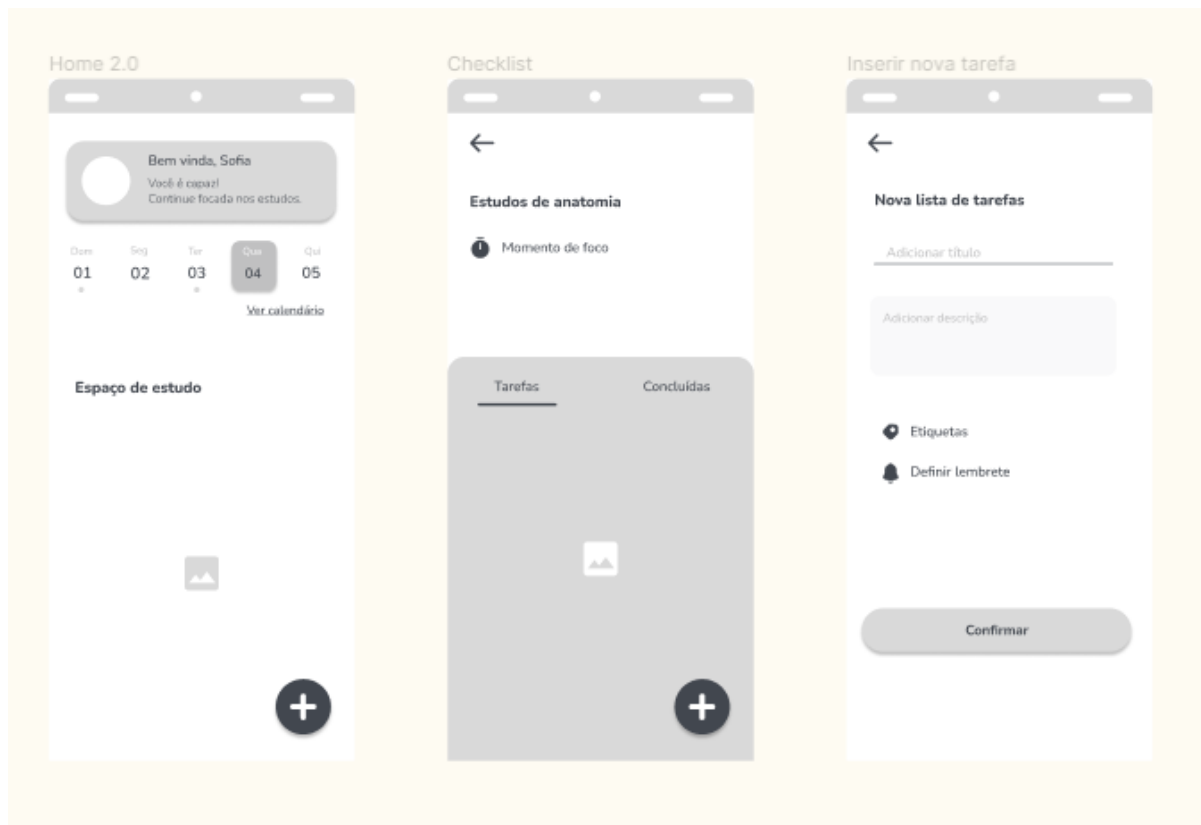 Home 2.0
Bem vinda, Sofia
Você é capaz!
Continue focada nos estudos.
Dom Seg Ter Qua Qui
01 02 03 04 05
Ver calendário
Espaço de estudo
Checklist
Estudos de anatomia
Momento de foco
Tarefas Concluídas
Inserir nova tarefa
Nova lista de tarefas
Adicionar título
Adicionar descrição
Etiquetas
Definir lembrete
Confirmar